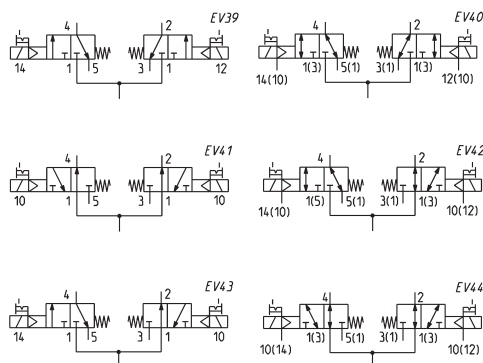 4 2 EV39
14 1 5 3 1 12
4 2 EV40
14(10) 1(3) 5(1) 3(1) 1(3) 12(10)
4 2 EV41
10 1 5 3 1 10
4 2 EV42
14(10) 1(5) 5(1) 3(1) 1(3) 10(12)
4 2 EV43
14 1 5 3 1 10
4 2 EV44
10(14) 1(3) 5(1) 3(1) 1(3) 10(12)